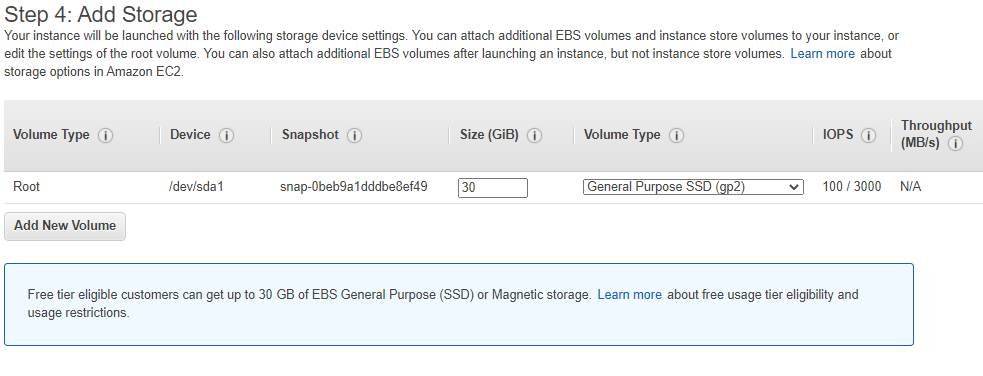 Step 4: Add Storage
Your instance will be launched with the following storage device settings. You can attach additional EBS volumes and instance store volumes to your instance, or
edit the settings of the root volume. You can also attach additional EBS volumes after launching an instance, but not instance store volumes. Learn more about
storage options in Amazon EC2.
Volume Type Device Snapshot Size (GiB) Volume Type IOPS Throughput (MB/s)
Root /dev/sda1 snap-0beb9a1dddbe8ef49 30 General Purpose SSD (gp2) 100 / 3000 N/A
Add New Volume
Free tier eligible customers can get up to 30 GB of EBS General Purpose (SSD) or Magnetic storage. Learn more about free usage tier eligibility and
usage restrictions.